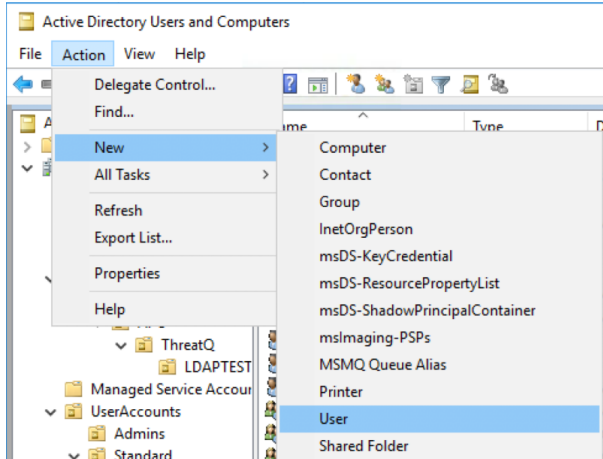 Active Directory Users and Computers
File Action View Help
Delegate Control...
Find...
New
All Tasks
Refresh
Export List...
Properties
Help
Type
Computer
Contact
Group
InetOrgPerson
msDS-KeyCredential
msDS-ResourcePropertyList
msDS-ShadowPrincipalContainer
msImaging-PSPs
MSMQ Queue Alias
Printer
User
Shared Folder
ThreatQ
LDAPTEST
Managed Service Accour
UserAccounts
Admins
Standard